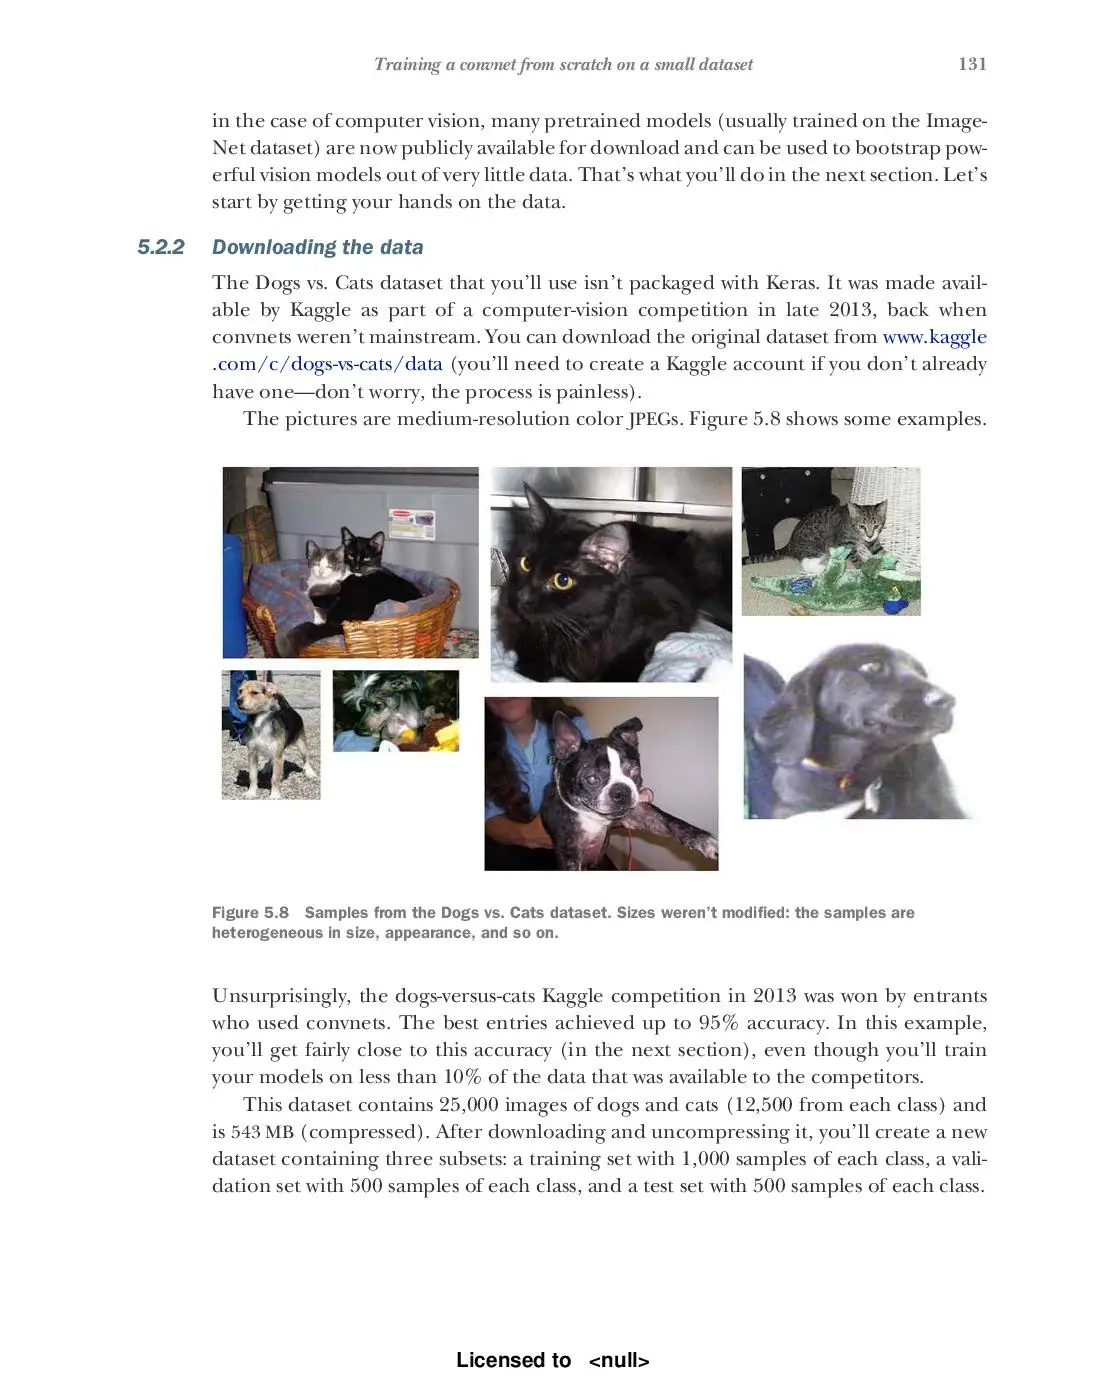 Training a convnet from scratch on a small dataset 131
in the case of computer vision, many pretrained models (usually trained on the Image-
Net dataset) are now publicly available for download and can be used to bootstrap pow-
erful vision models out of very little data. That’s what you’ll do in the next section. Let’s
start by getting your hands on the data.
5.2.2 Downloading the data
The Dogs vs. Cats dataset that you’ll use isn’t packaged with Keras. It was made avail-
able by Kaggle as part of a computer-vision competition in late 2013, back when
convnets weren’t mainstream. You can download the original dataset from www.kaggle
.com/c/dogs-vs-cats/data (you’ll need to create a Kaggle account if you don’t already
have one—don’t worry, the process is painless).
The pictures are medium-resolution color JPEGs. Figure 5.8 shows some examples.
Figure 5.8 Samples from the Dogs vs. Cats dataset. Sizes weren’t modified: the samples are
heterogeneous in size, appearance, and so on.
Unsurprisingly, the dogs-versus-cats Kaggle competition in 2013 was won by entrants
who used convnets. The best entries achieved up to 95% accuracy. In this example,
you’ll get fairly close to this accuracy (in the next section), even though you’ll train
your models on less than 10% of the data that was available to the competitors.
This dataset contains 25,000 images of dogs and cats (12,500 from each class) and
is 543 MB (compressed). After downloading and uncompressing it, you’ll create a new
dataset containing three subsets: a training set with 1,000 samples of each class, a vali-
dation set with 500 samples of each class, and a test set with 500 samples of each class.
Licensed to <null>